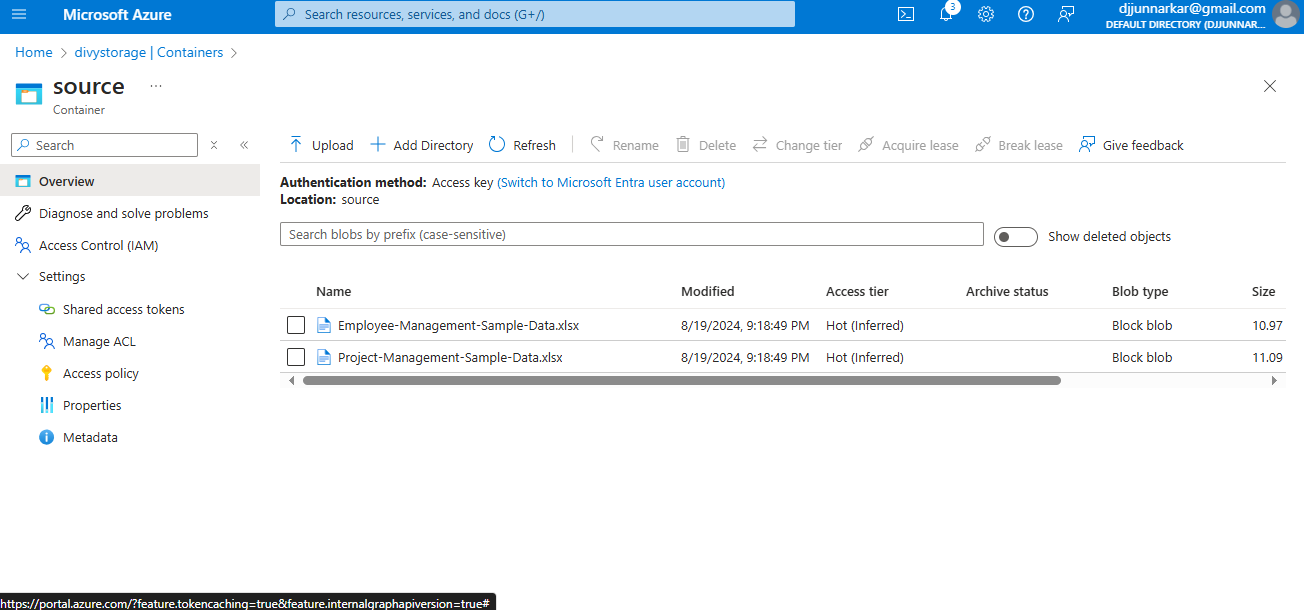 Microsoft Azure
Search resources, services, and docs (G+/)
3
djjunnarkar@gmail.com
DEFAULT DIRECTORY (DJJUNNAR...
Home > divystorage | Containers >
source ...
Container
Search
Upload Add Directory Refresh Rename Delete Change tier Acquire lease Break lease Give feedback
Overview
Diagnose and solve problems
Access Control (IAM)
Settings
Shared access tokens
Manage ACL
Access policy
Properties
Metadata
Authentication method: Access key (Switch to Microsoft Entra user account)
Location: source
Search blobs by prefix (case-sensitive)
Show deleted objects
Name Modified Access tier Archive status Blob type Size
Employee-Management-Sample-Data.xlsx 8/19/2024, 9:18:49 PM Hot (Inferred) Block blob 10.97
Project-Management-Sample-Data.xlsx 8/19/2024, 9:18:49 PM Hot (Inferred) Block blob 11.09
https://portal.azure.com/?feature.tokencaching=true&feature.internalgraphapiversion=true#